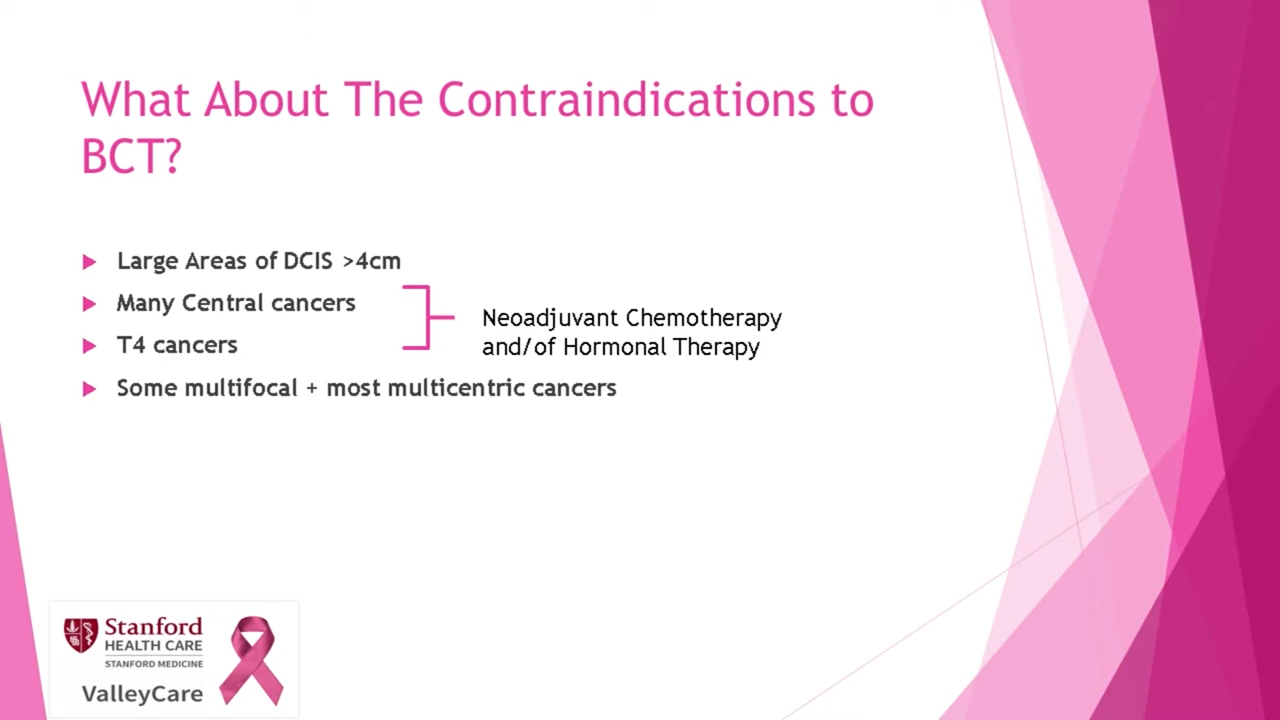 What About The Contraindications to
BCT?
Large Areas of DCIS >4cm
Many Central cancers
T4 cancers
Some multifocal + most multicentric cancers
Neoadjuvant Chemotherapy
and/of Hormonal Therapy
Stanford
HEALTH CARE
STANFORD MEDICINE
ValleyCare